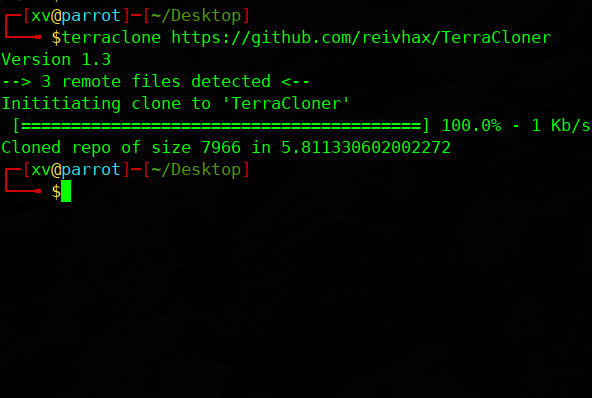 ┌─[xv@parrot]─[~/Desktop]
└──╼ $terraclone https://github.com/reivhax/TerraCloner
Version 1.3
--> 3 remote files detected <--
Inititiating clone to 'TerraCloner'
[========================================] 100.0% - 1 Kb/s
Cloned repo of size 7966 in 5.811330602002272
┌─[xv@parrot]─[~/Desktop]
└──╼ $